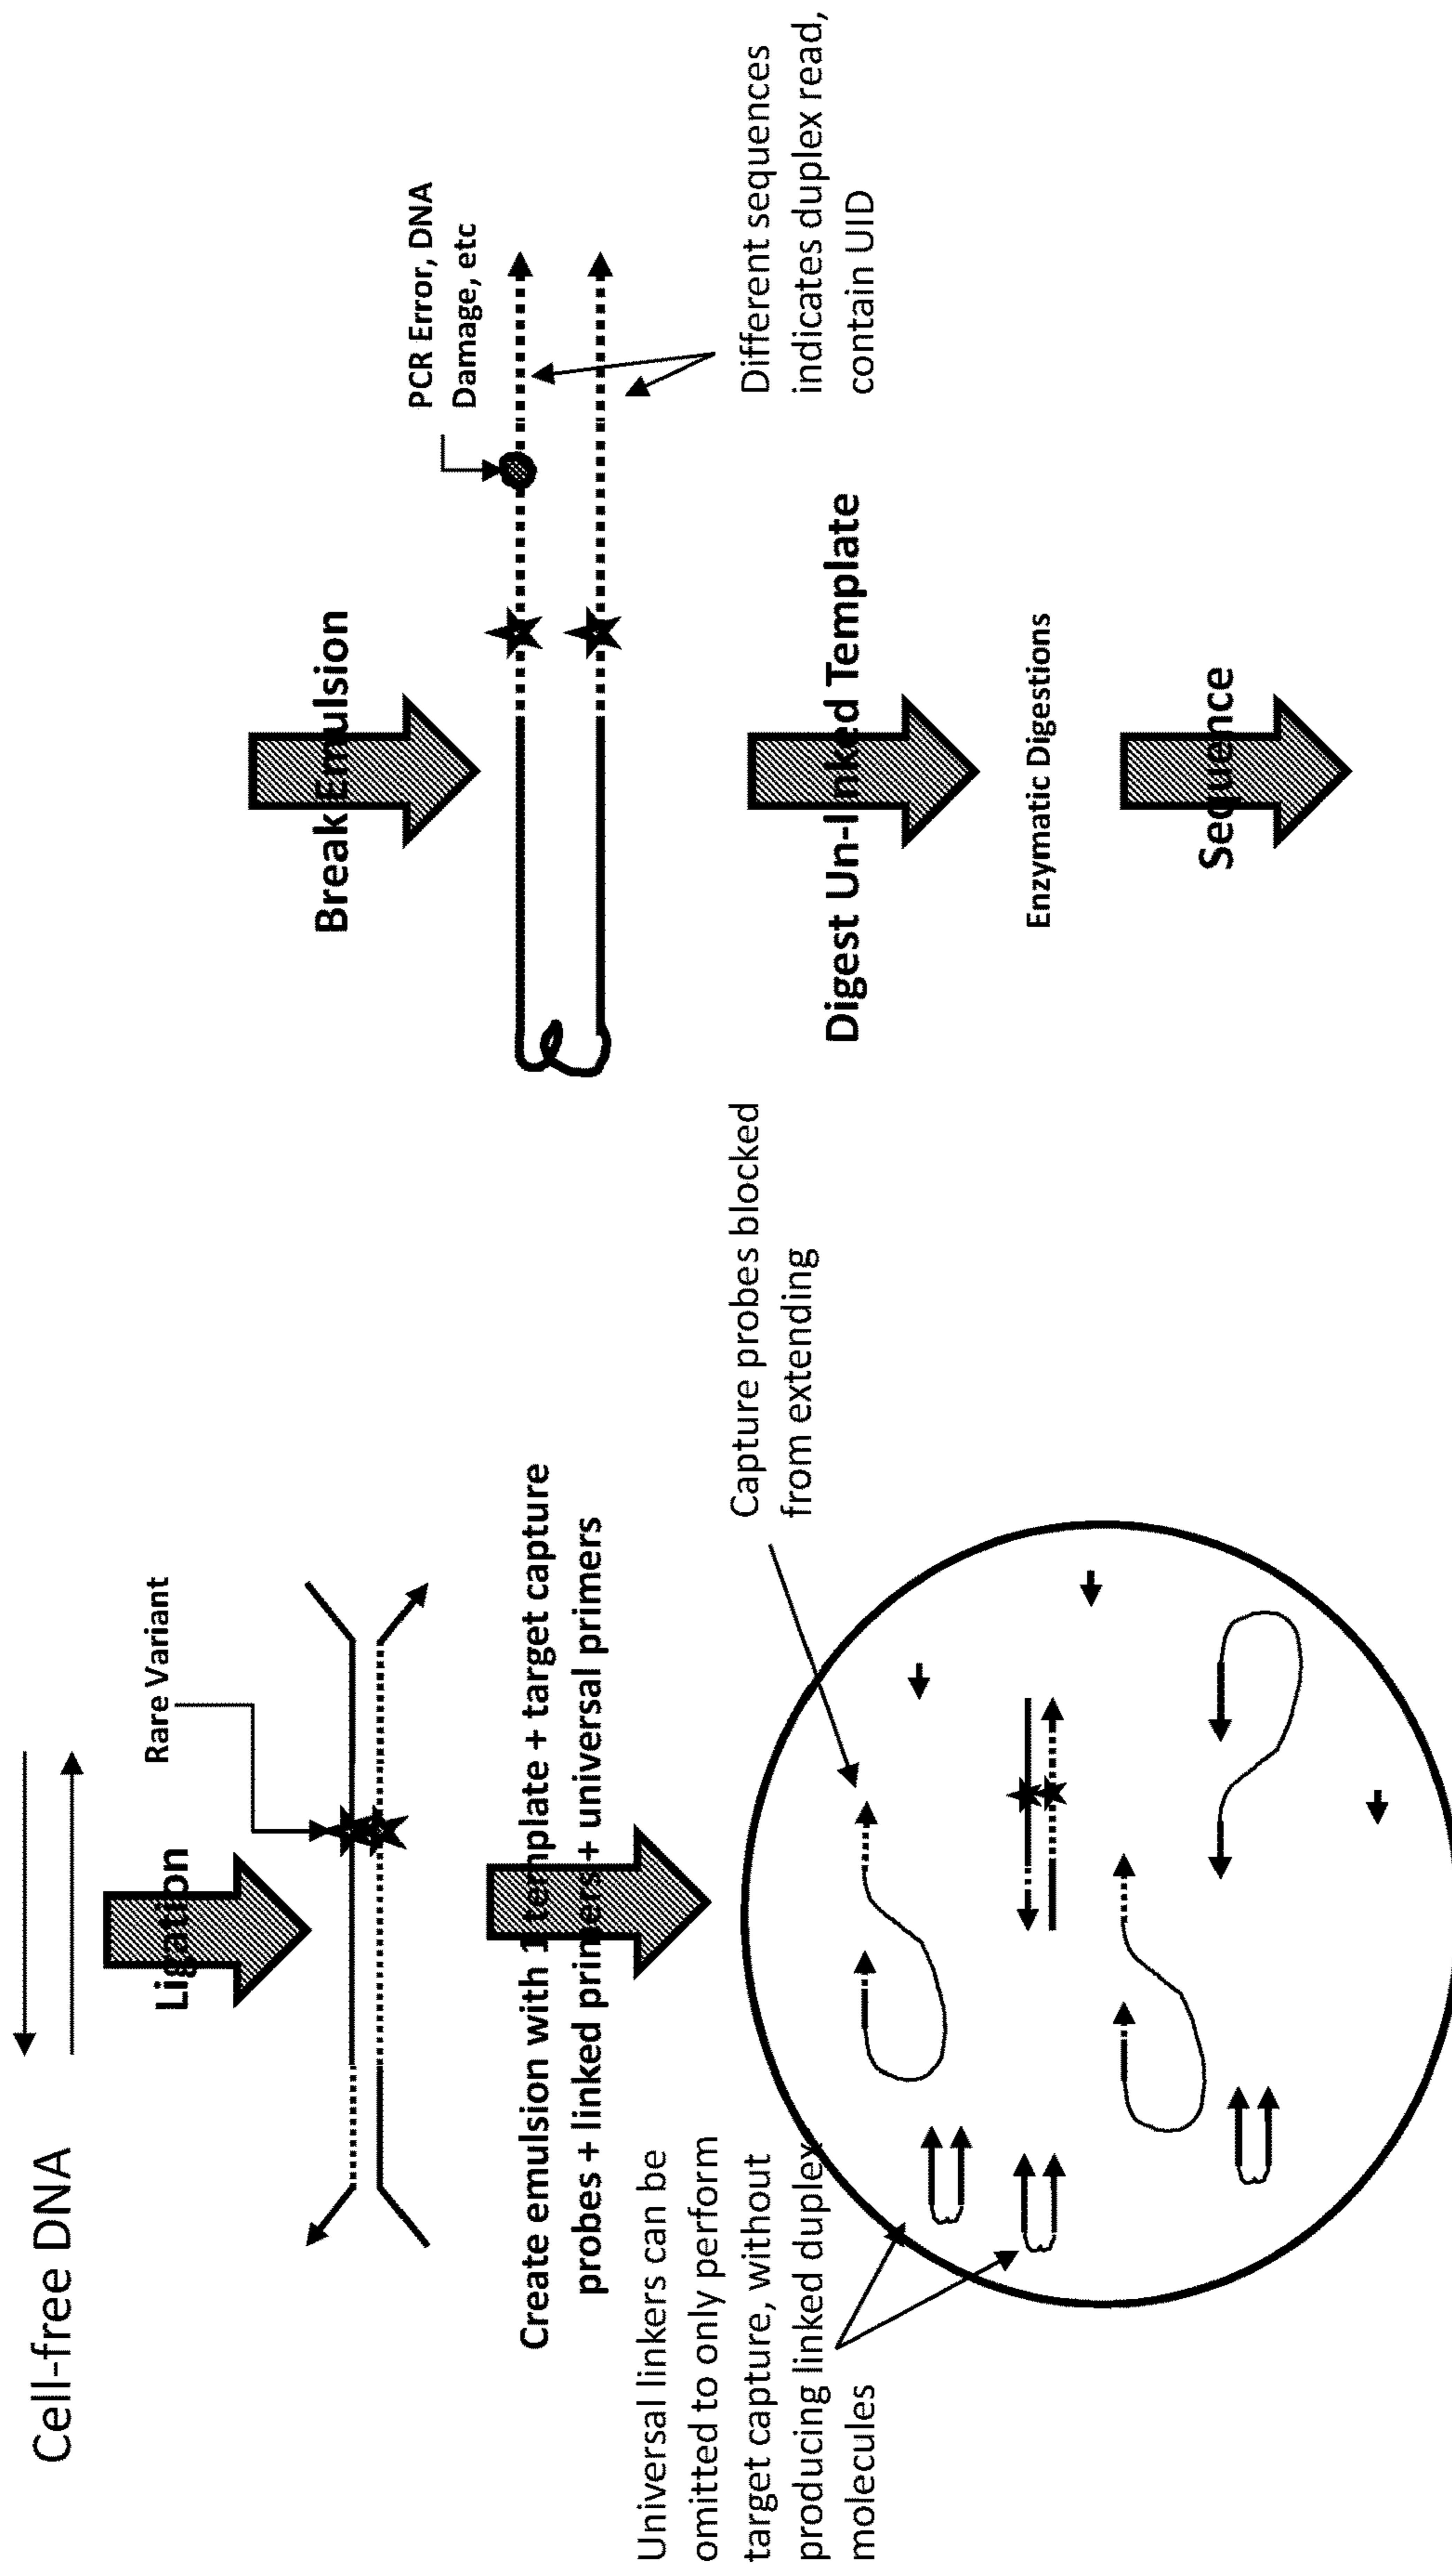 Cell-free DNA
Ligation
Rare Variant
Create emulsion with 1 template + target capture
probes + linked primers + universal primers
Universal linkers can be
omitted to only perform
target capture, without
producing linked duplex
molecules
Capture probes blocked
from extending
Break Emulsion
PCR Error, DNA
Damage, etc
Different sequences
indicates duplex read,
contain UID
Digest Un-linked Template
Enzymatic Digestions
Sequence